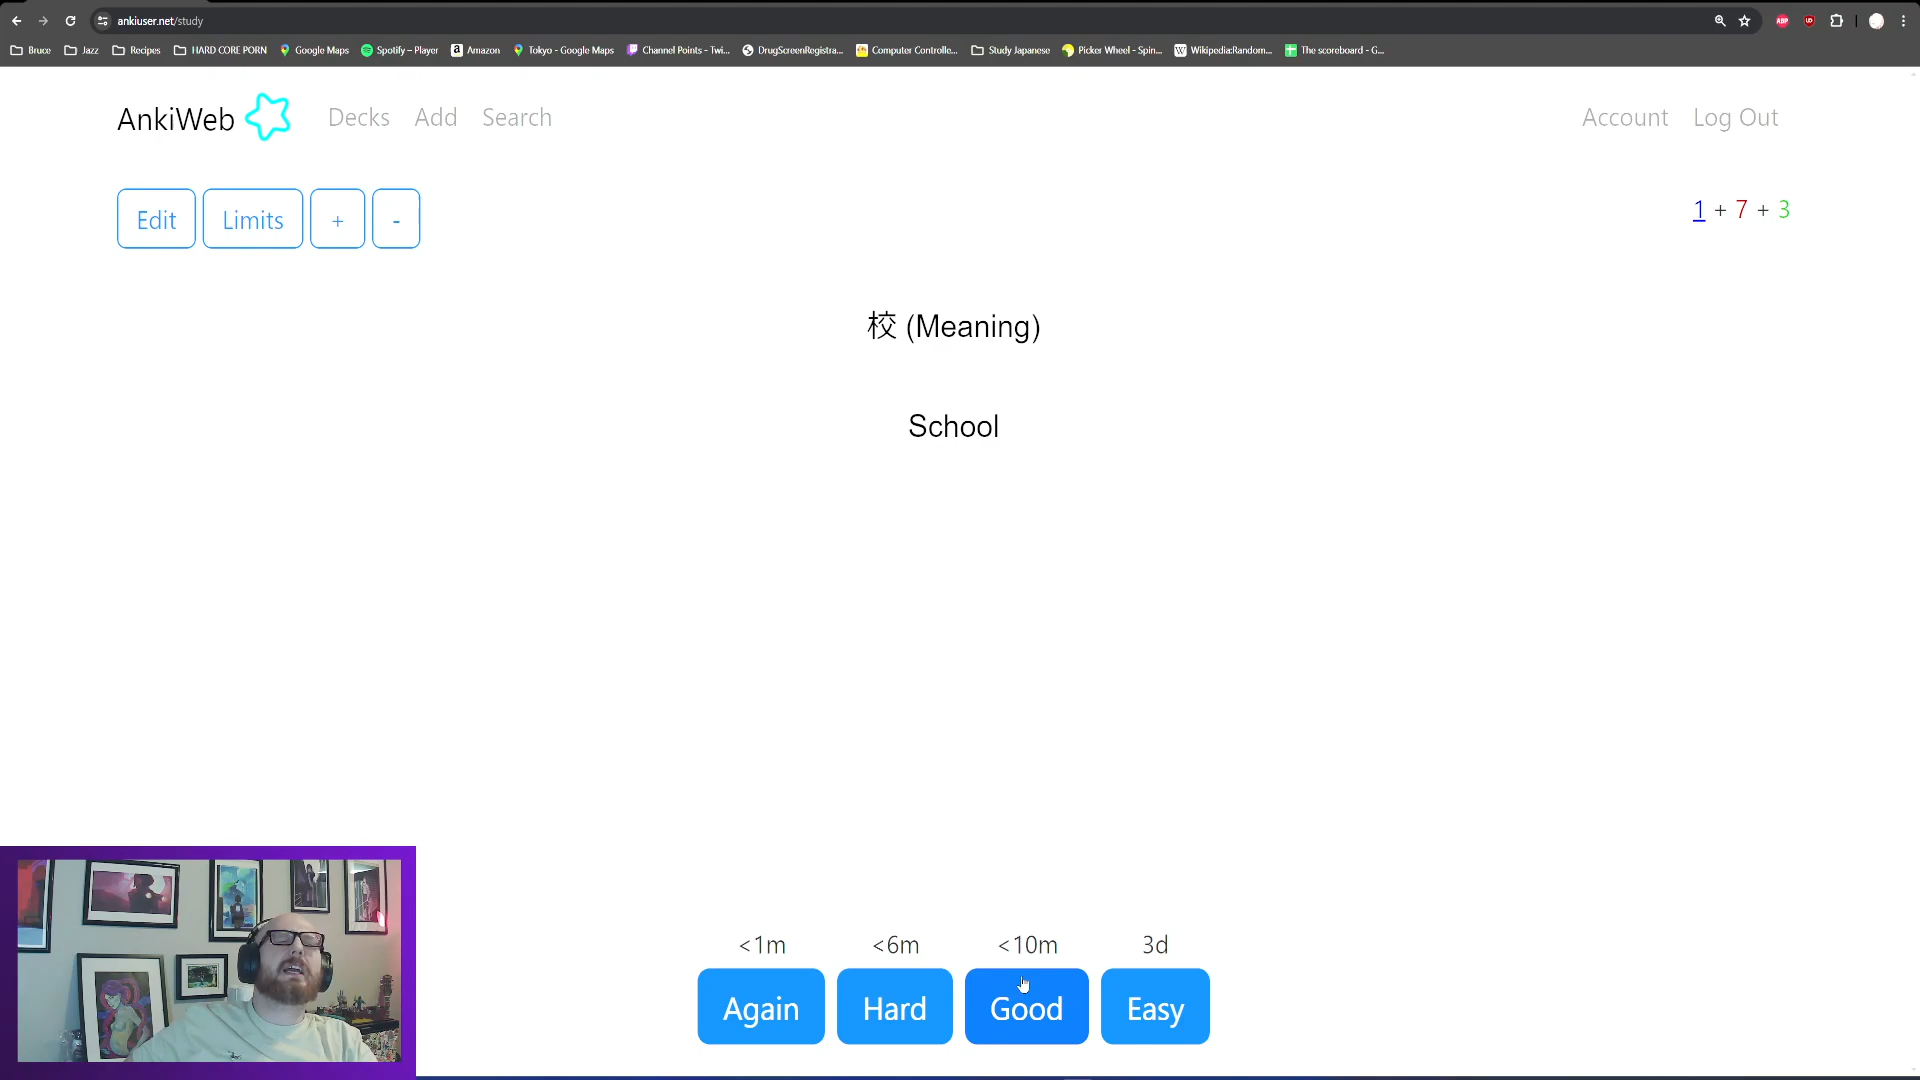 ankiuser.net/study
Bruce Jazz Recipes HARD CORE PORN Google Maps Spotify – Player Amazon Tokyo - Google Maps Channel Points - Twi... DrugScreenRegistra... Computer Controlle... Study Japanese Picker Wheel - Spin... Wikipedia:Random... The scoreboard - G...
AnkiWeb Decks Add Search Account Log Out
Edit Limits + - 1 + 7 + 3
校 (Meaning)
School
<1m <6m <10m 3d
Again Hard Good Easy